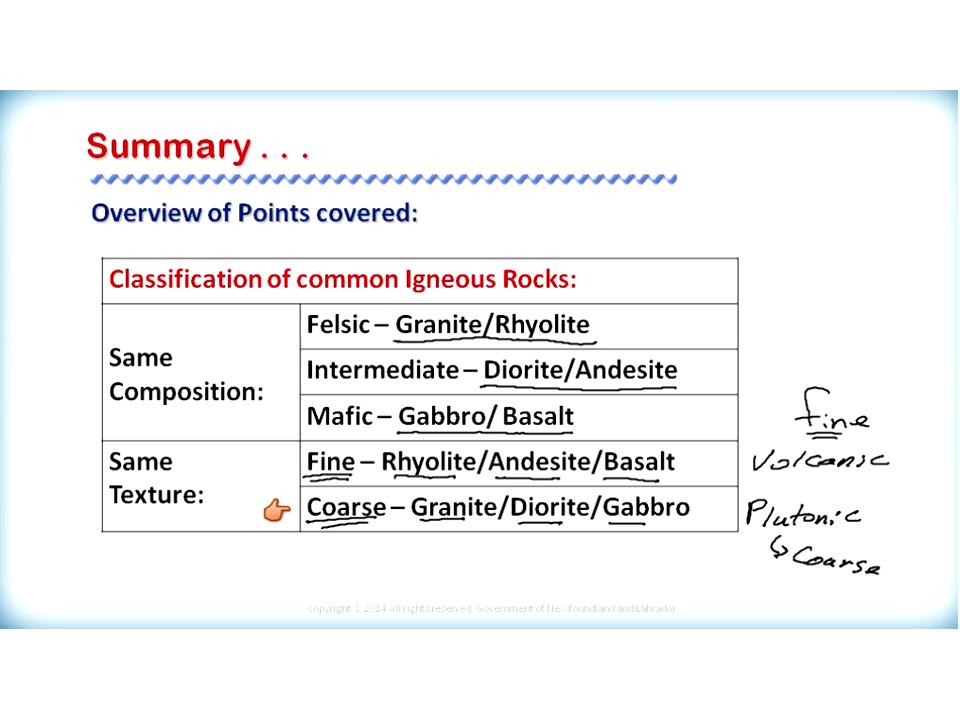 Summary . . .
Overview of Points covered:
Classification of common Igneous Rocks:
Same
Composition:
Felsic – Granite/Rhyolite
Intermediate – Diorite/Andesite
Mafic – Gabbro/ Basalt
Same
Texture:
Fine – Rhyolite/Andesite/Basalt
Coarse – Granite/Diorite/Gabbro
fine
Volcanic
Plutonic
↳ Coarse
Copyright © 2014 All rights reserved, Government of Newfoundland and Labrador